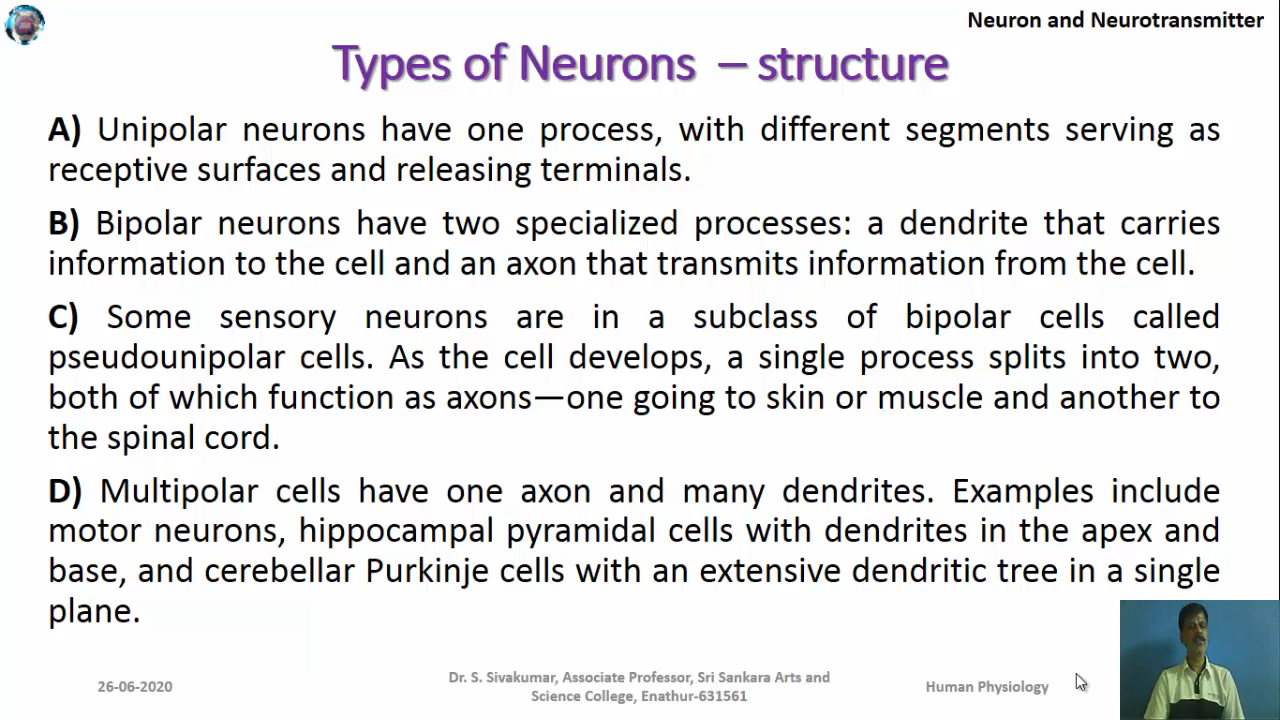 Neuron and Neurotransmitter
Types of Neurons – structure
A) Unipolar neurons have one process, with different segments serving as
receptive surfaces and releasing terminals.
B) Bipolar neurons have two specialized processes: a dendrite that carries
information to the cell and an axon that transmits information from the cell.
C) Some sensory neurons are in a subclass of bipolar cells called
pseudounipolar cells. As the cell develops, a single process splits into two,
both of which function as axons—one going to skin or muscle and another to
the spinal cord.
D) Multipolar cells have one axon and many dendrites. Examples include
motor neurons, hippocampal pyramidal cells with dendrites in the apex and
base, and cerebellar Purkinje cells with an extensive dendritic tree in a single
plane.
26-06-2020
Dr. S. Sivakumar, Associate Professor, Sri Sankara Arts and
Science College, Enathur-631561
Human Physiology